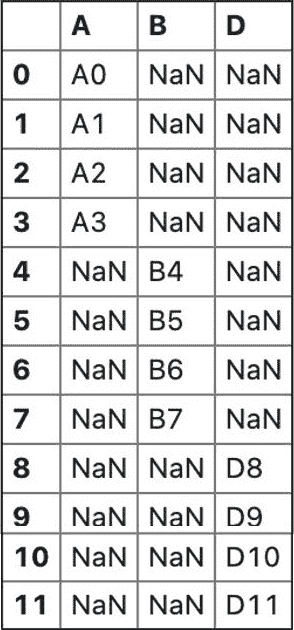 A B D
0 A0 NaN NaN
1 A1 NaN NaN
2 A2 NaN NaN
3 A3 NaN NaN
4 NaN B4 NaN
5 NaN B5 NaN
6 NaN B6 NaN
7 NaN B7 NaN
8 NaN NaN D8
9 NaN NaN D9
10 NaN NaN D10
11 NaN NaN D11